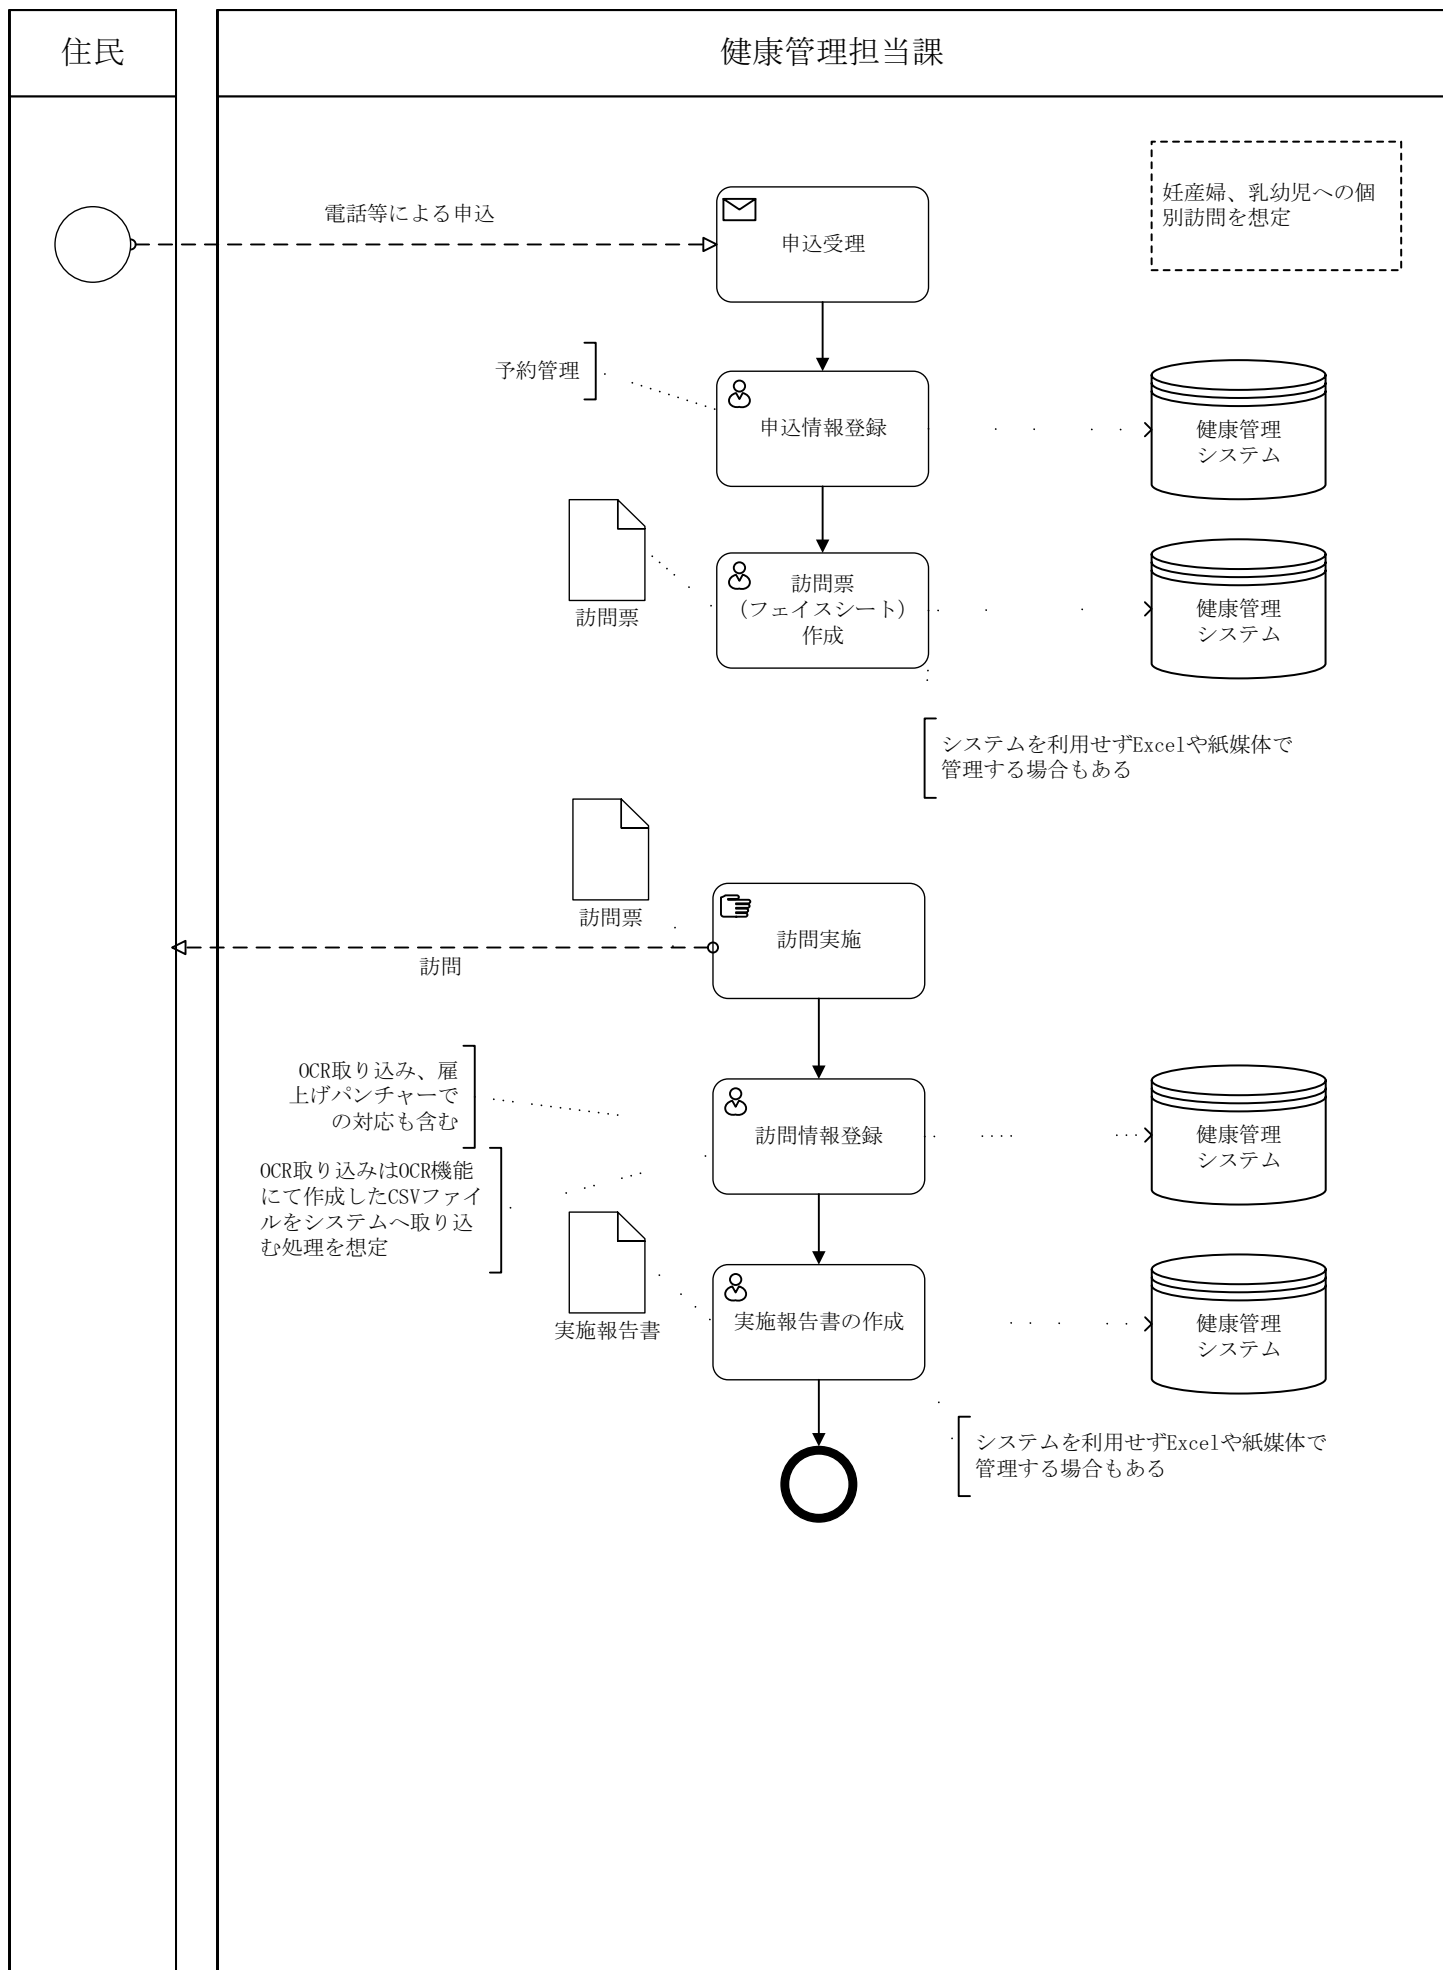 住民
健康管理担当課
妊産婦、乳幼児への個
別訪問を想定
電話等による申込
申込受理
予約管理
申込情報登録
健康管理
システム
訪問票
訪問票
（フェイスシート）
作成
健康管理
システム
システムを利用せずExcelや紙媒体で
管理する場合もある
訪問票
訪問実施
訪問
OCR取り込み、雇
上げパンチャーで
の対応も含む
訪問情報登録
健康管理
システム
OCR取り込みはOCR機能
にて作成したCSVファイ
ルをシステムへ取り込
む処理を想定
実施報告書
実施報告書の作成
健康管理
システム
システムを利用せずExcelや紙媒体で
管理する場合もある